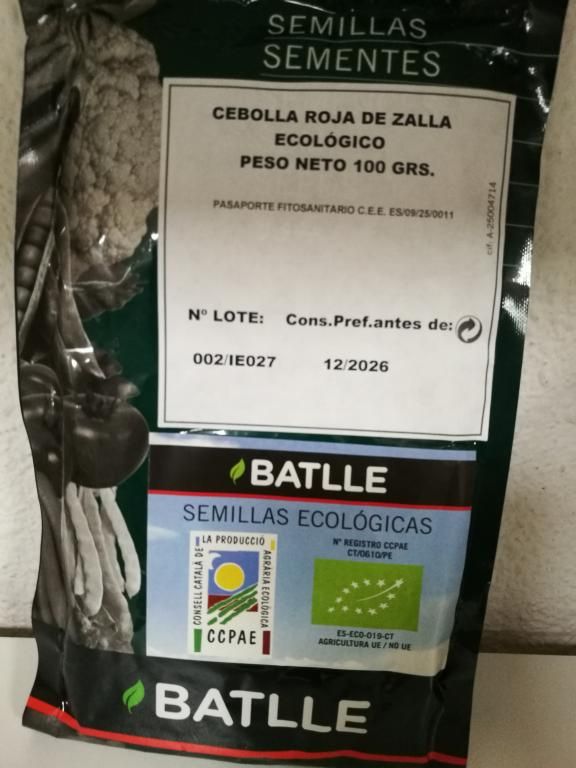 SEMILLAS
SEMENTES
CEBOLLA ROJA DE ZALLA
ECOLÓGICO
PESO NETO 100 GRS.
PASAPORTE FITOSANITARIO C.E.E. ES/09/25/0011
cif. A-25004714
Nº LOTE: Cons.Pref.antes de:
002/IE027 12/2026
BATLLE
SEMILLAS ECOLÓGICAS
CONSELL CATALÀ DE
LA PRODUCCIÓ
AGRÀRIA ECOLÒGICA
CCPAE
Nº REGISTRO CCPAE
CT/0610/PE
ES-ECO-019-CT
AGRICULTURA UE / NO UE
BATLLE